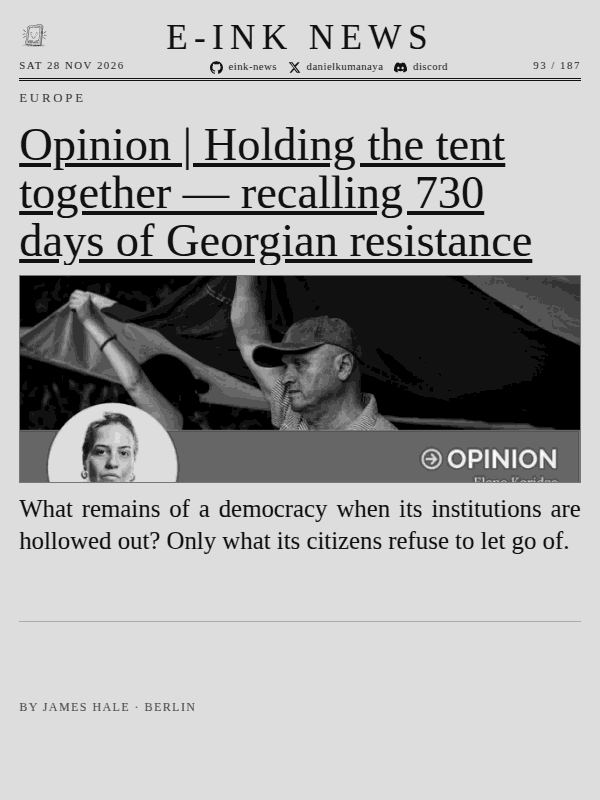 E-INK NEWS
SAT 28 NOV 2026
eink-news danielkumanaya discord
93 / 187
EUROPE
Opinion | Holding the tent
together — recalling 730
days of Georgian resistance
OPINION
What remains of a democracy when its institutions are
hollowed out? Only what its citizens refuse to let go of.
BY JAMES HALE · BERLIN